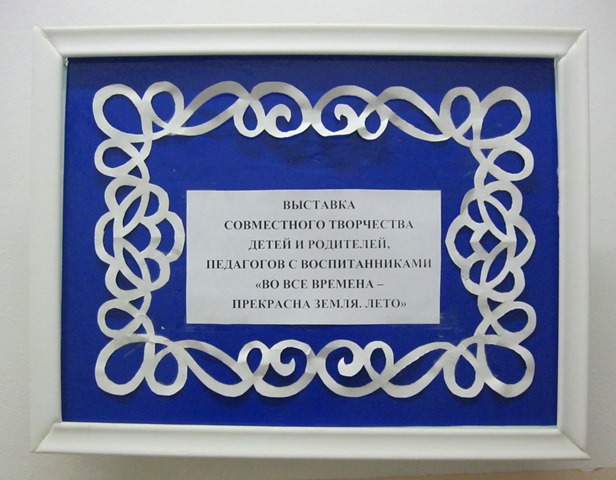 ВЫСТАВКА
СОВМЕСТНОГО ТВОРЧЕСТВА
ДЕТЕЙ И РОДИТЕЛЕЙ,
ПЕДАГОГОВ С ВОСПИТАННИКАМИ
«ВО ВСЕ ВРЕМЕНА –
ПРЕКРАСНА ЗЕМЛЯ. ЛЕТО»